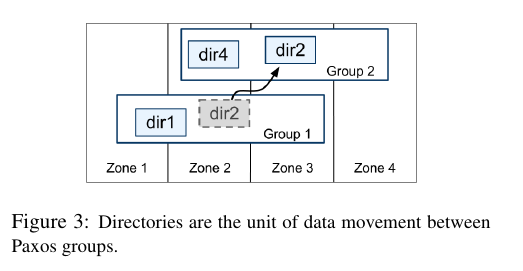 dir4
dir2
Group 2
dir1
dir2
Group 1
Zone 1
Zone 2
Zone 3
Zone 4
Figure 3: Directories are the unit of data movement between
Paxos groups.